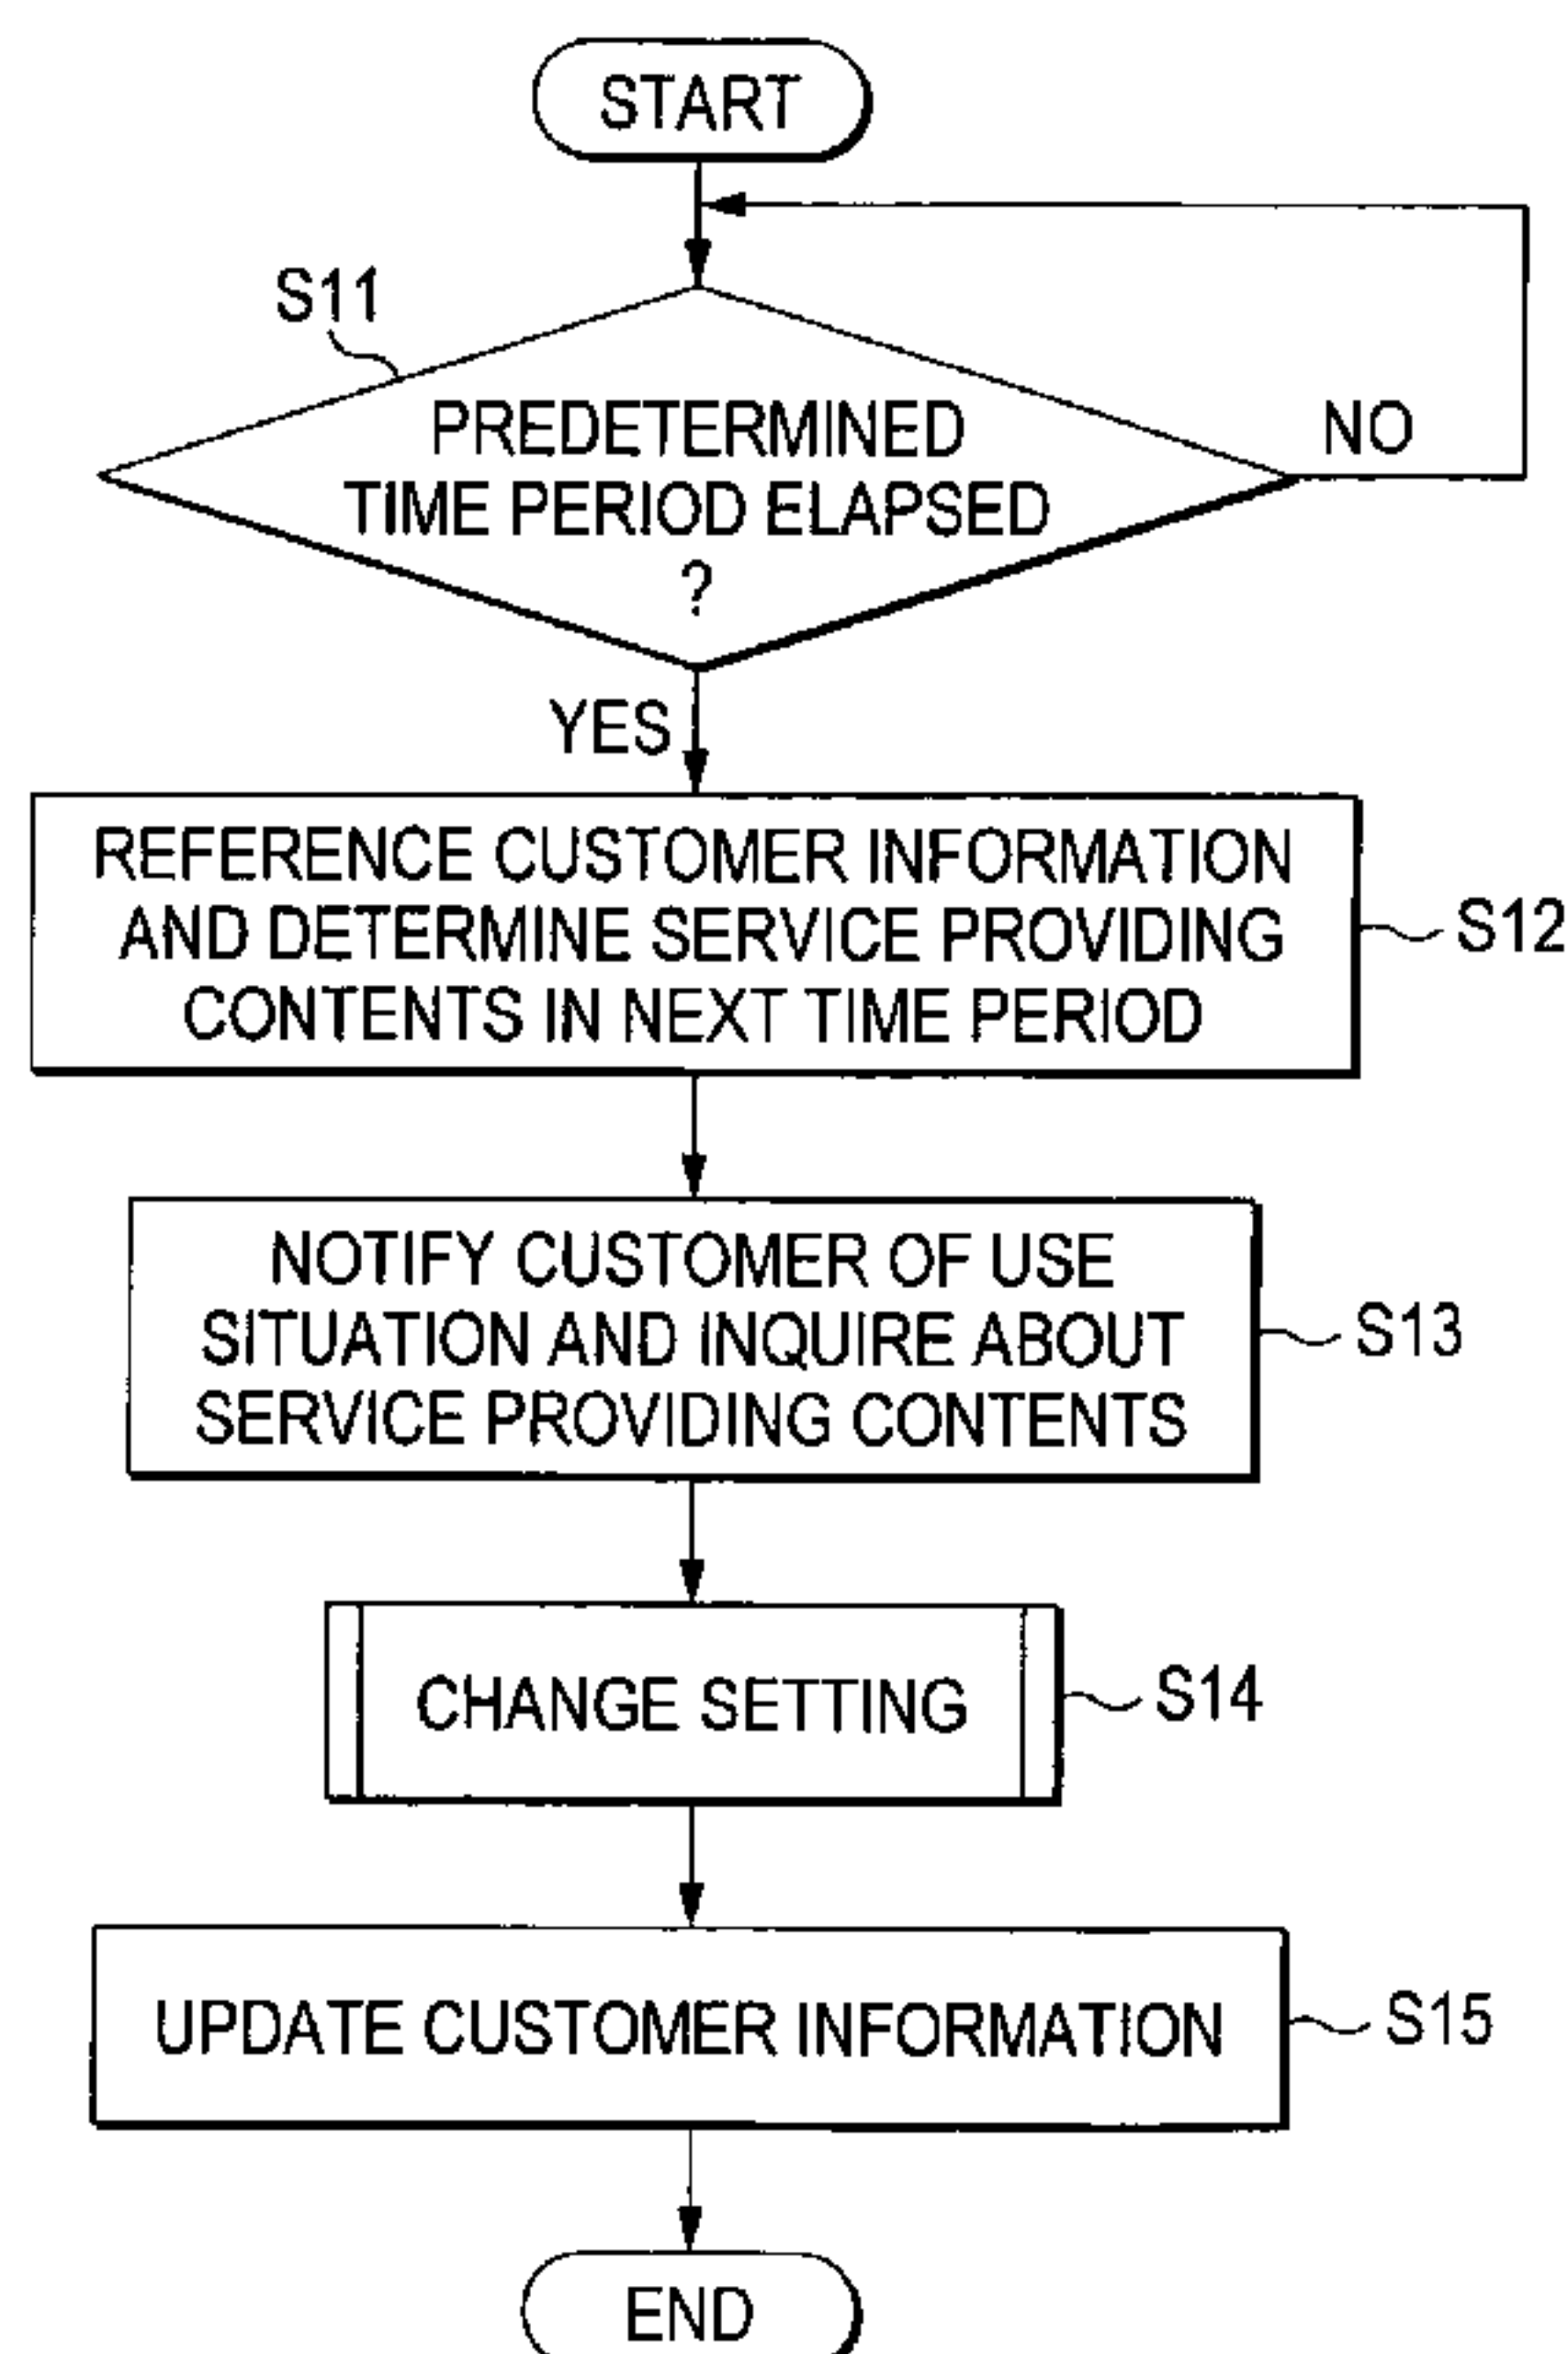 START
S11
PREDETERMINED
TIME PERIOD ELAPSED
?
NO
YES
REFERENCE CUSTOMER INFORMATION
AND DETERMINE SERVICE PROVIDING
CONTENTS IN NEXT TIME PERIOD
S12
NOTIFY CUSTOMER OF USE
SITUATION AND INQUIRE ABOUT
SERVICE PROVIDING CONTENTS
S13
CHANGE SETTING
S14
UPDATE CUSTOMER INFORMATION
S15
END